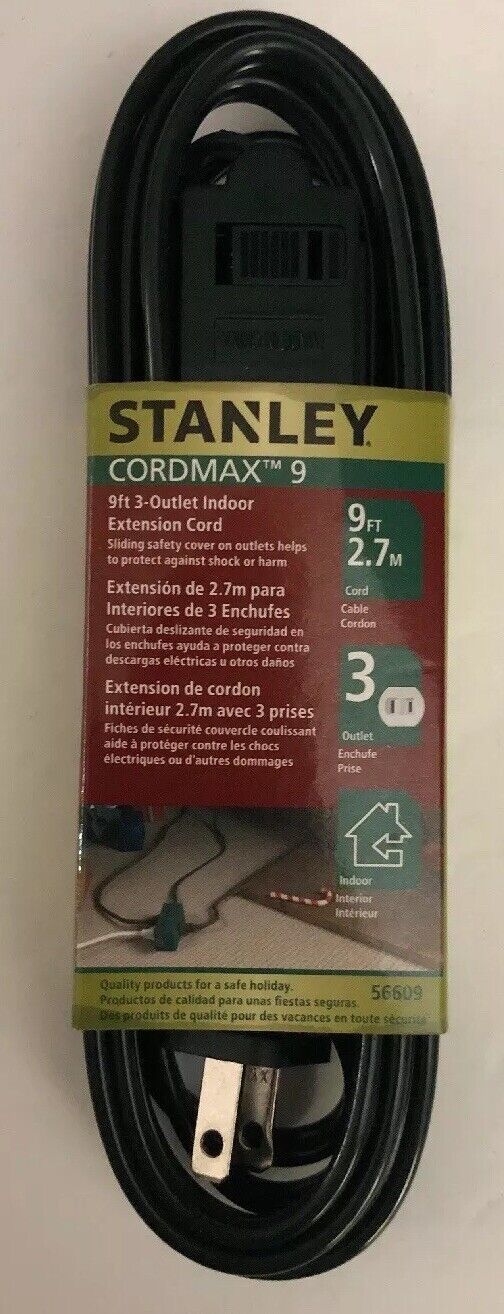 STANLEY
CORDMAX™ 9
9ft 3-Outlet Indoor
Extension Cord
Sliding safety cover on outlets helps
to protect against shock or harm
Extensión de 2.7m para
Interiores de 3 Enchufes
Cubierta deslizante de seguridad en
los enchufes ayuda a proteger contra
descargas eléctricas u otros daños
Extension de cordon
intérieur 2.7m avec 3 prises
Fiches de sécurité couvercle coulissant
aide à protéger contre les chocs
électriques ou d'autres dommages
9FT
2.7M
Cord
Cable
Cordon
3
Outlet
Enchufe
Prise
Indoor
Interior
Intérieur
Quality products for a safe holiday.
Productos de calidad para unas fiestas seguras.
Des produits de qualité pour des vacances en toute sécurité
56609